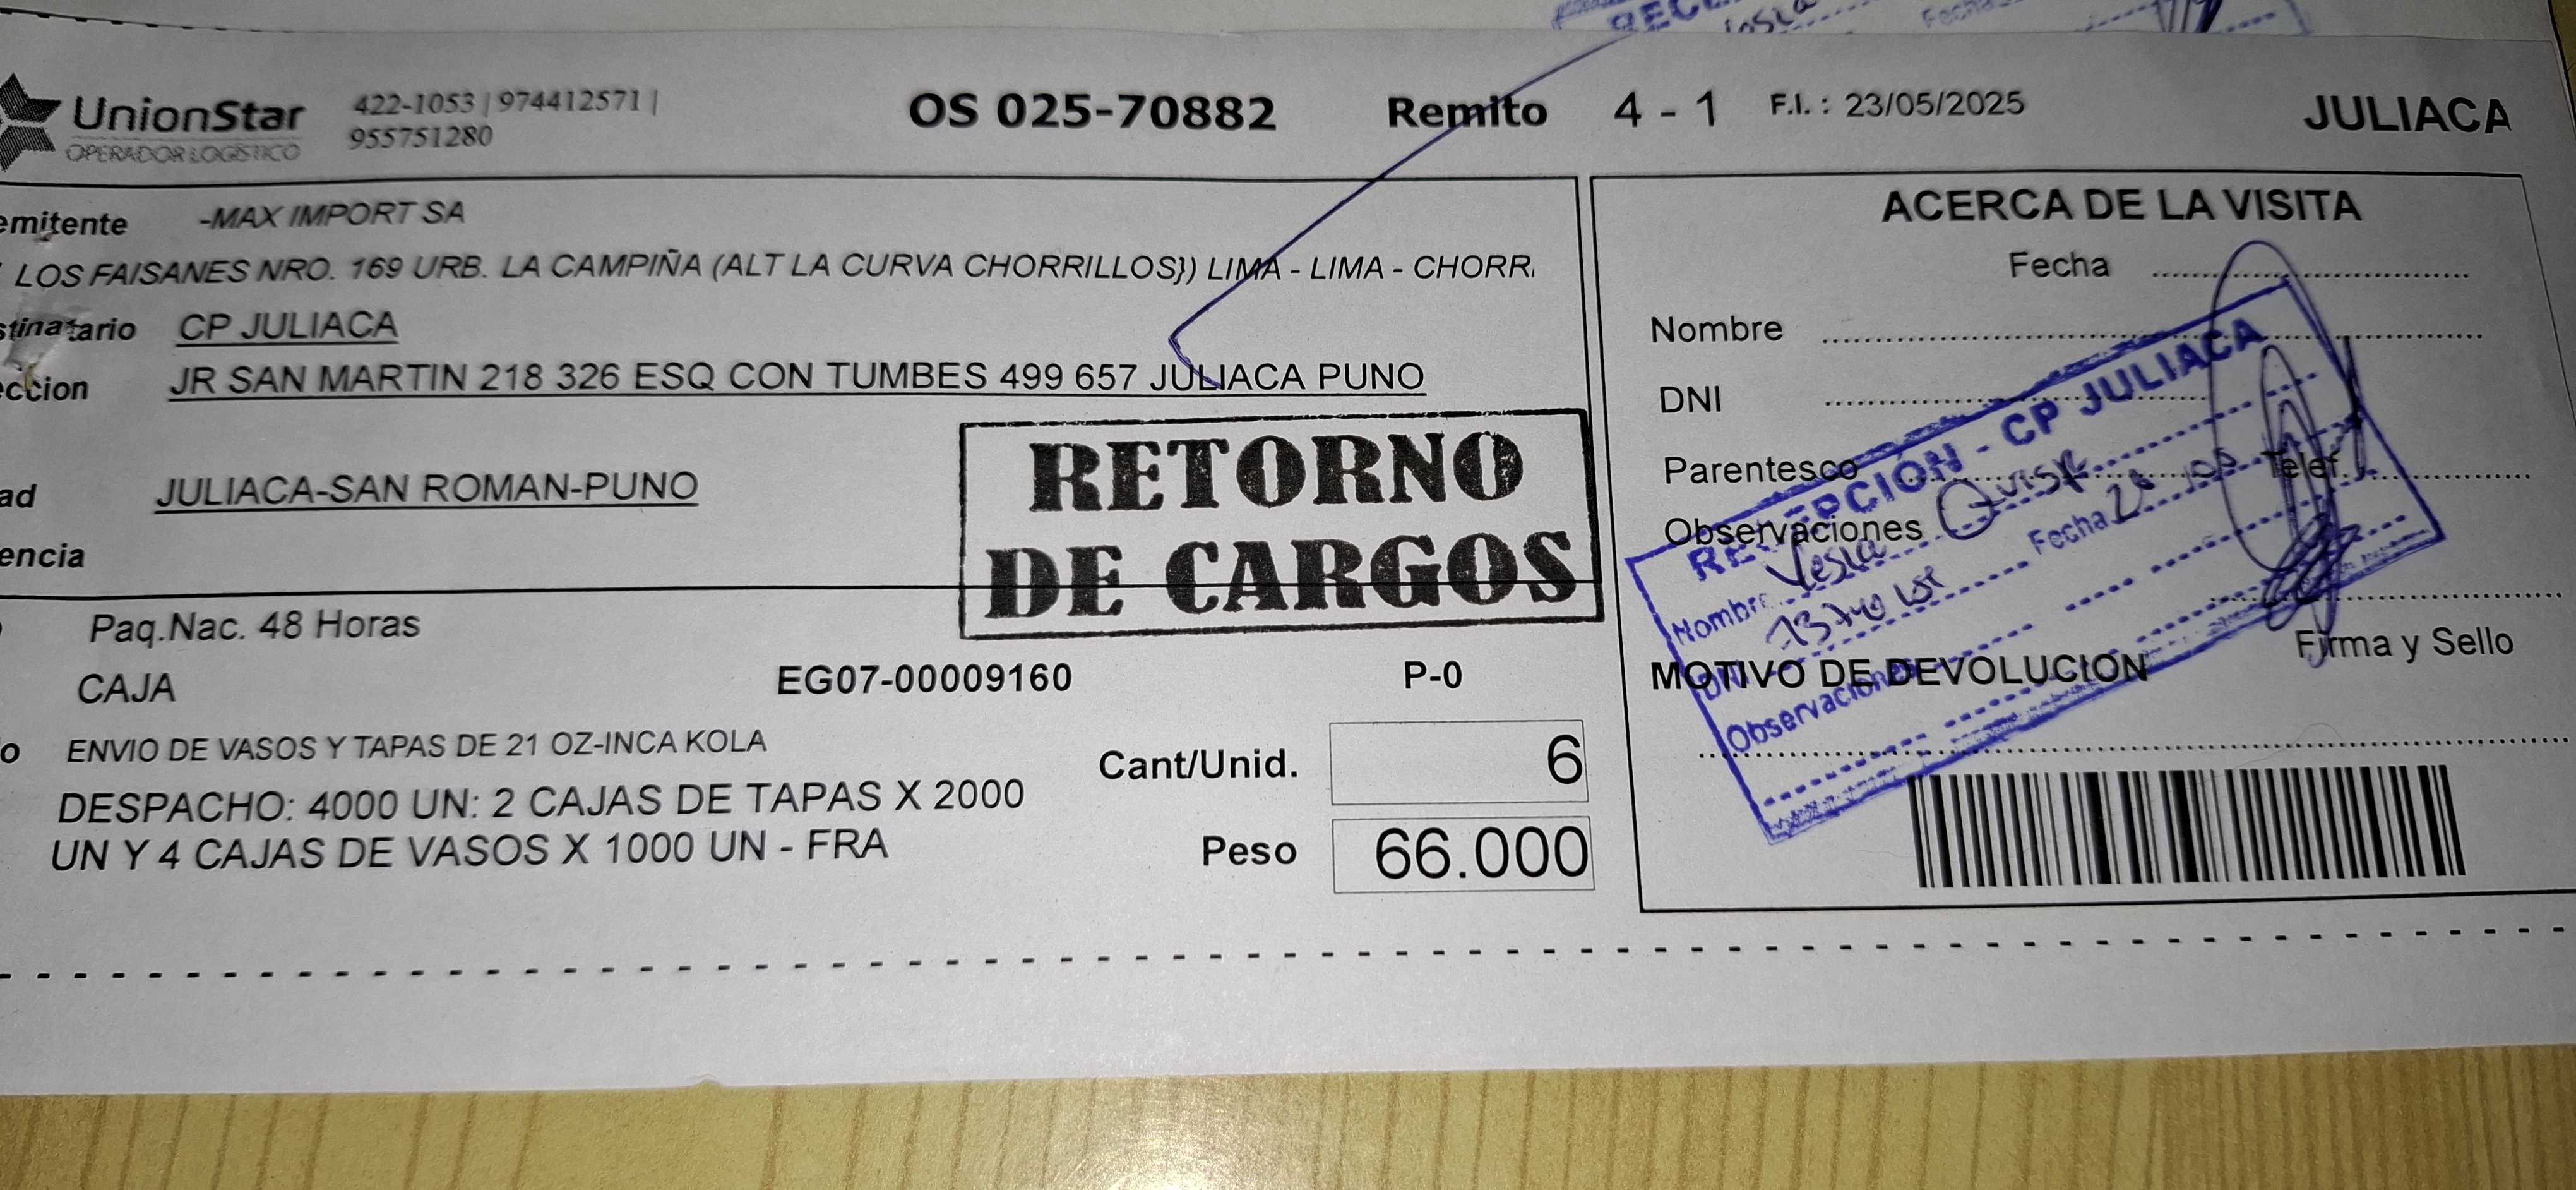 UnionStar
OPERADOR LOGÍSTICO
422-1053 | 974412571 |
955751280
OS 025-70882 Remito 4 - 1 F.I. : 23/05/2025 JULIACA
emitente -MAX IMPORT SA
LOS FAISANES NRO. 169 URB. LA CAMPIÑA (ALT LA CURVA CHORRILLOS}) LIMA - LIMA - CHORR
stinatario CP JULIACA
eccion JR SAN MARTIN 218 326 ESQ CON TUMBES 499 657 JULIACA PUNO
ad JULIACA-SAN ROMAN-PUNO
encia
RETORNO
DE CARGOS
Paq.Nac. 48 Horas
CAJA EG07-00009160 P-0
o ENVIO DE VASOS Y TAPAS DE 21 OZ-INCA KOLA
DESPACHO: 4000 UN: 2 CAJAS DE TAPAS X 2000
UN Y 4 CAJAS DE VASOS X 1000 UN - FRA
Cant/Unid. 6
Peso 66.000
ACERCA DE LA VISITA
Fecha
Nombre
DNI
Parentesco Telef.
Observaciones
Firma y Sello
MOTIVO DE DEVOLUCION
RECEPCIÓN - CP JULIACA
Nombre Fecha
DNI
Observaciones